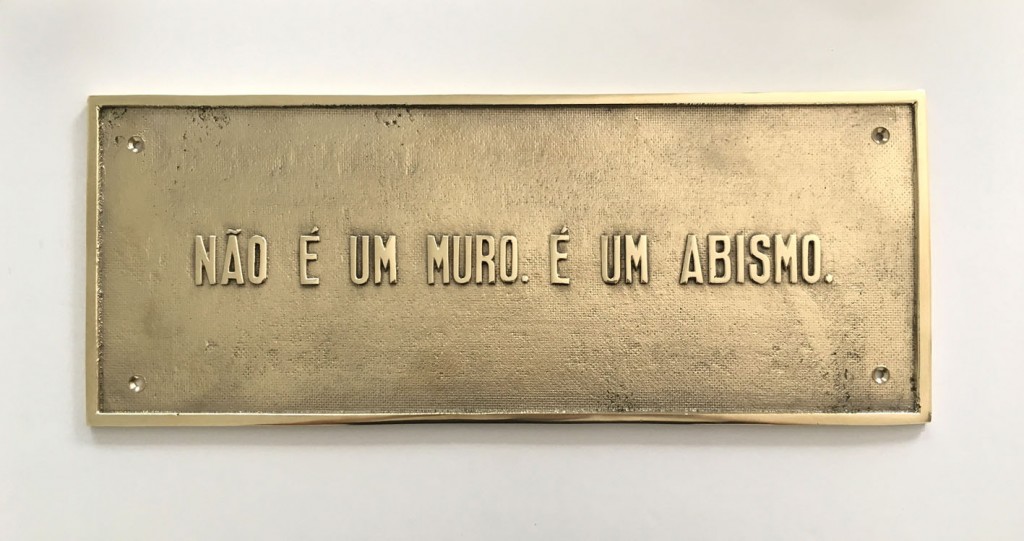 NÃO É UM MURO. É UM ABISMO.